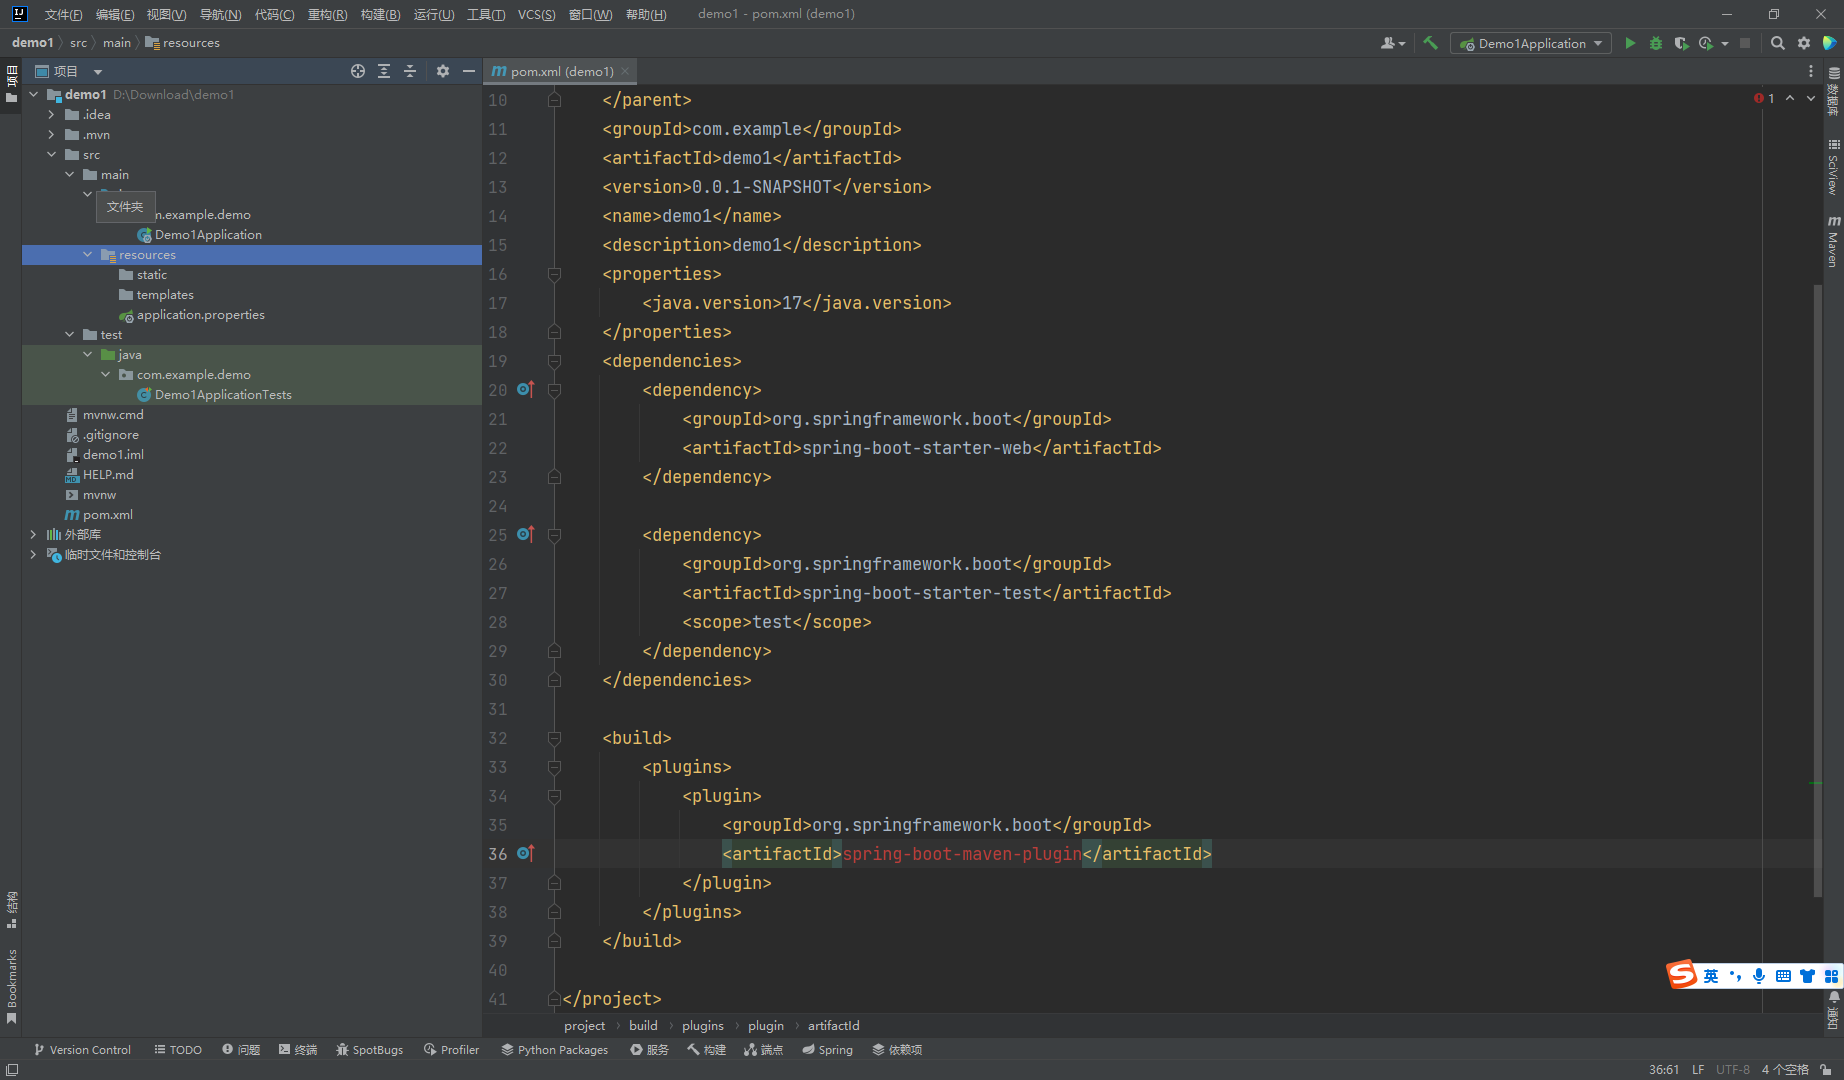 文件(F) 编辑(E) 视图(V) 导航(N) 代码(C) 重构(R) 构建(B) 运行(U) 工具(T) VCS(S) 窗口(W) 帮助(H) demo1 - pom.xml (demo1)
demo1 src main resources
Demo1Application
项目
项目
pom.xml (demo1)
demo1 D:\Download\demo1
.idea
.mvn
src
main
文件夹
m.example.demo
Demo1Application
resources
static
templates
application.properties
test
java
com.example.demo
Demo1ApplicationTests
mvnw.cmd
.gitignore
demo1.iml
HELP.md
mvnw
pom.xml
外部库
临时文件和控制台
结构
Bookmarks
10 </parent>
11 <groupId>com.example</groupId>
12 <artifactId>demo1</artifactId>
13 <version>0.0.1-SNAPSHOT</version>
14 <name>demo1</name>
15 <description>demo1</description>
16 <properties>
17 <java.version>17</java.version>
18 </properties>
19 <dependencies>
20 <dependency>
21 <groupId>org.springframework.boot</groupId>
22 <artifactId>spring-boot-starter-web</artifactId>
23 </dependency>
24
25 <dependency>
26 <groupId>org.springframework.boot</groupId>
27 <artifactId>spring-boot-starter-test</artifactId>
28 <scope>test</scope>
29 </dependency>
30 </dependencies>
31
32 <build>
33 <plugins>
34 <plugin>
35 <groupId>org.springframework.boot</groupId>
36 <artifactId>spring-boot-maven-plugin</artifactId>
37 </plugin>
38 </plugins>
39 </build>
40
41 </project>
1
数据库
SciView
Maven
英
通知
project build plugins plugin artifactId
Version Control TODO 问题 终端 SpotBugs Profiler Python Packages 服务 构建 端点 Spring 依赖项
36:61 LF UTF-8 4 个空格